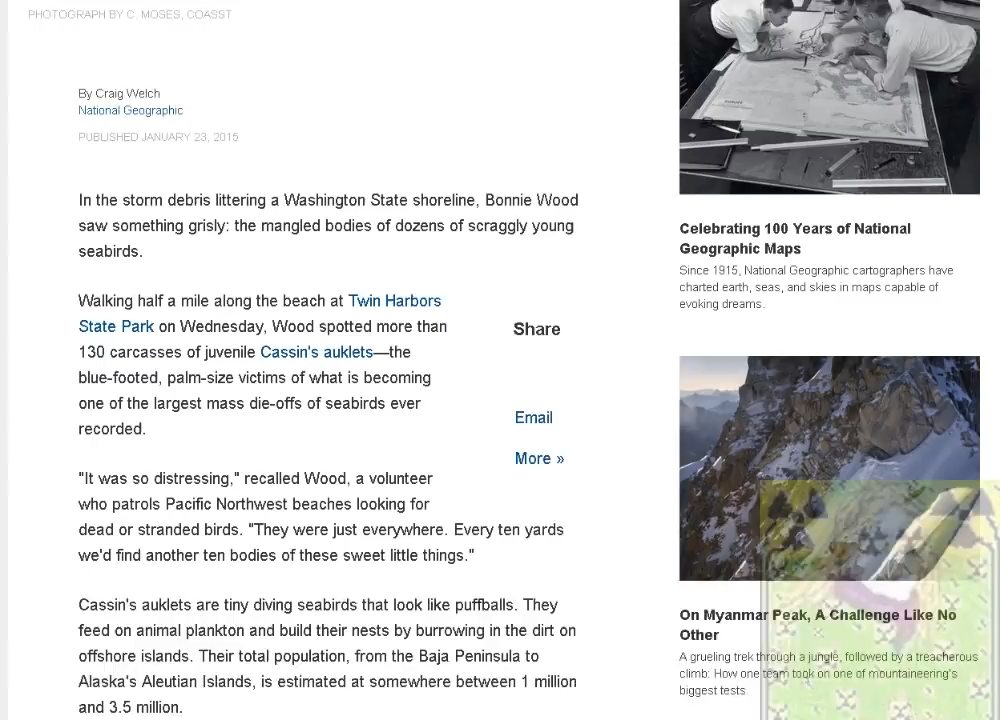 PHOTOGRAPH BY C. MOSES, COASST
By Craig Welch
National Geographic
PUBLISHED JANUARY 23, 2015
In the storm debris littering a Washington State shoreline, Bonnie Wood
saw something grisly: the mangled bodies of dozens of scraggly young
seabirds.
Walking half a mile along the beach at Twin Harbors
State Park on Wednesday, Wood spotted more than
130 carcasses of juvenile Cassin's auklets—the
blue-footed, palm-size victims of what is becoming
one of the largest mass die-offs of seabirds ever
recorded.
Share
Email
More »
"It was so distressing," recalled Wood, a volunteer
who patrols Pacific Northwest beaches looking for
dead or stranded birds. "They were just everywhere. Every ten yards
we'd find another ten bodies of these sweet little things."
Cassin's auklets are tiny diving seabirds that look like puffballs. They
feed on animal plankton and build their nests by burrowing in the dirt on
offshore islands. Their total population, from the Baja Peninsula to
Alaska's Aleutian Islands, is estimated at somewhere between 1 million
and 3.5 million.
Celebrating 100 Years of National
Geographic Maps
Since 1915, National Geographic cartographers have
charted earth, seas, and skies in maps capable of
evoking dreams.
On Myanmar Peak, A Challenge Like No
Other
A grueling trek through a jungle, followed by a treacherous
climb: How one team took on one of mountaineering's
biggest tests